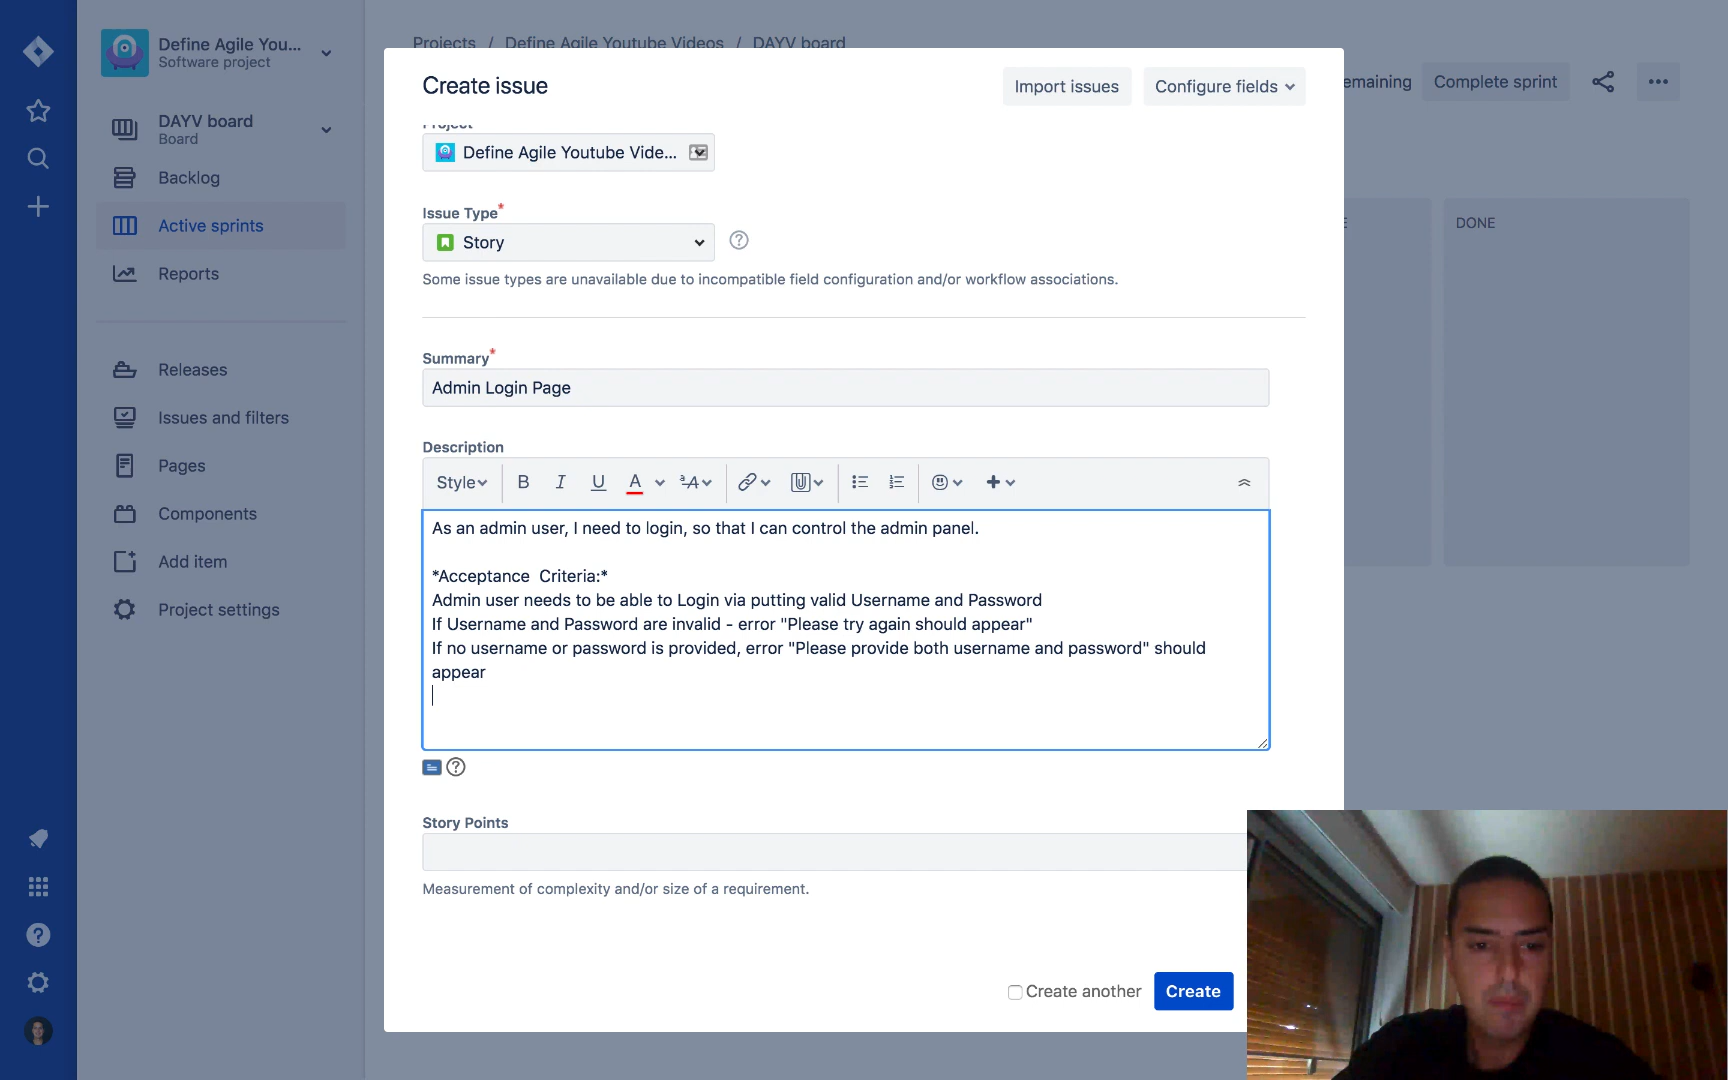 Define Agile You...
Software project
DAYV board
Board
Backlog
Active sprints
Reports
Releases
Issues and filters
Pages
Components
Add item
Project settings
Projects / Define Agile Youtube Videos / DAYV board
emaining
Complete sprint
DONE
Create issue
Import issues
Configure fields
Project
Define Agile Youtube Vide...
Issue Type*
Story
Some issue types are unavailable due to incompatible field configuration and/or workflow associations.
Summary*
Admin Login Page
Description
Style
B I U A A
As an admin user, I need to login, so that I can control the admin panel.
*Acceptance  Criteria:*
Admin user needs to be able to Login via putting valid Username and Password
If Username and Password are invalid - error "Please try again should appear"
If no username or password is provided, error "Please provide both username and password" should
appear
Story Points
Measurement of complexity and/or size of a requirement.
Create another
Create